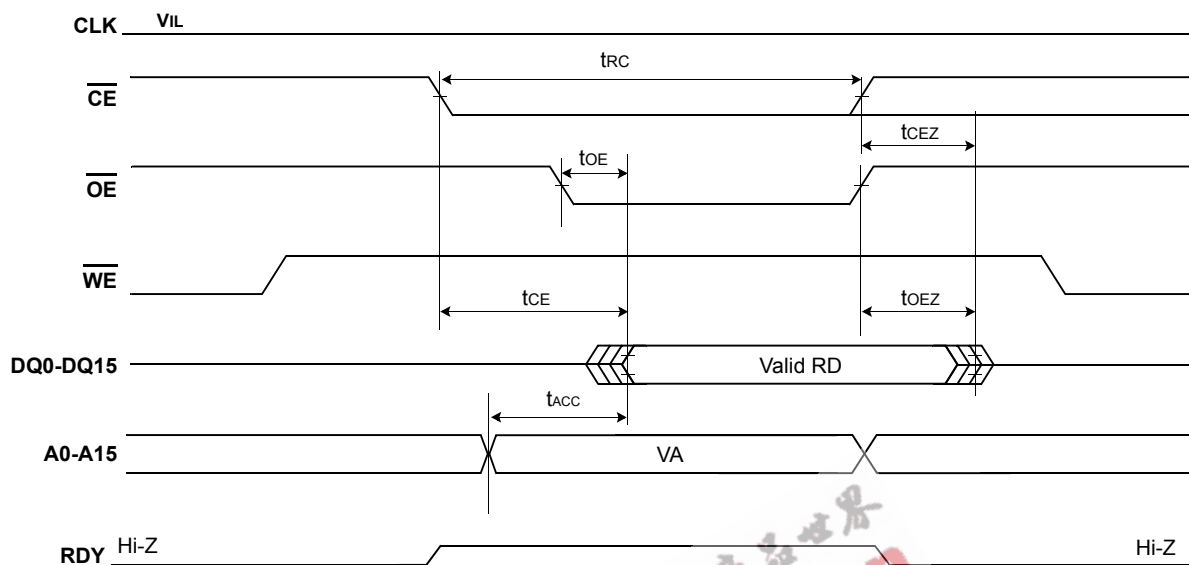 CLK VIL
tRC
CE
tCEZ
tOE
OE
WE
tCE
tOEZ
DQ0-DQ15
Valid RD
tACC
A0-A15
VA
RDY Hi-Z
Hi-Z